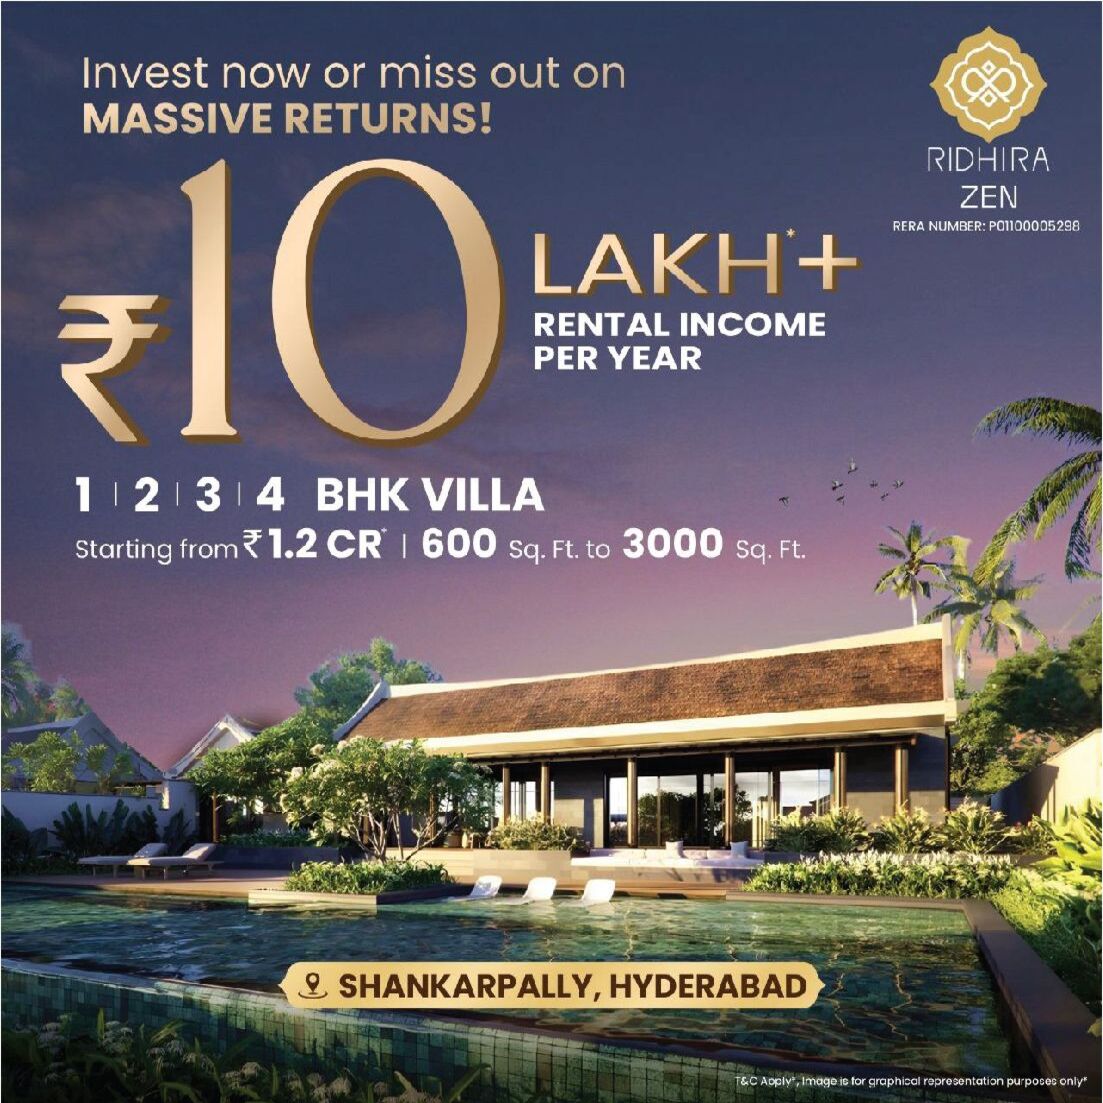 Invest now or miss out on
MASSIVE RETURNS!
₹10 LAKH*+
RENTAL INCOME
PER YEAR
RIDHIRA
ZEN
RERA NUMBER: P01100005298
1 | 2 | 3 | 4 BHK VILLA
Starting from ₹1.2 CR* | 600 Sq. Ft. to 3000 Sq. Ft.
SHANKARPALLY, HYDERABAD
T&C Apply*, Image is for graphical representation purposes only*